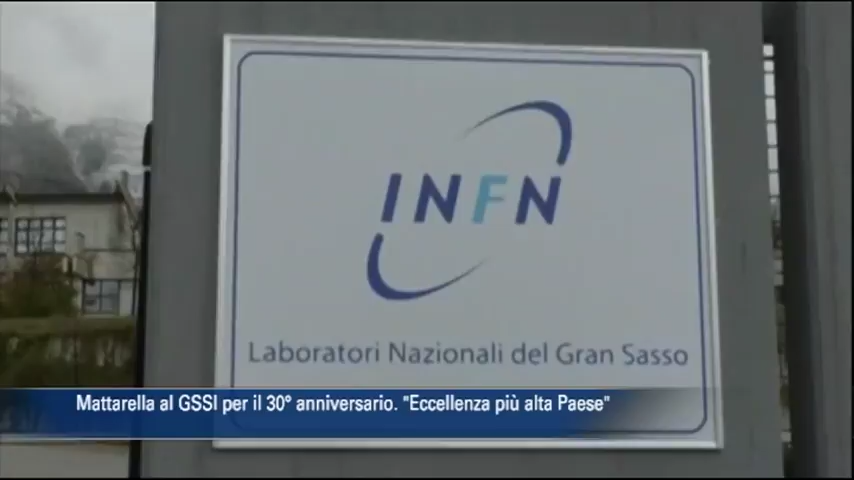 INFN
Laboratori Nazionali del Gran Sasso
Mattarella al GSSI per il 30° anniversario. "Eccellenza più alta Paese"